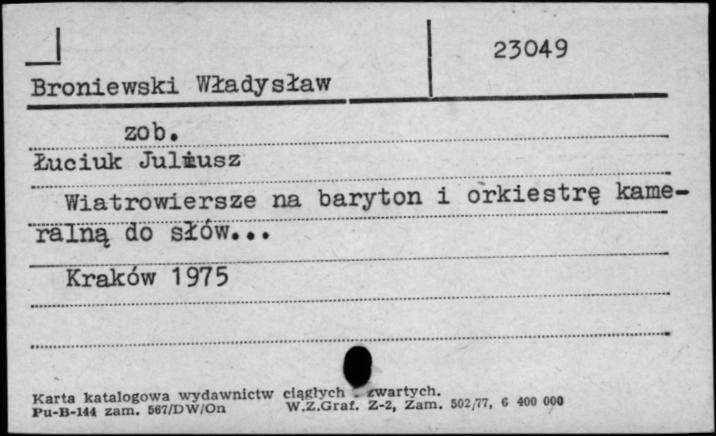 23049
Broniewski Władysław
zob.
Łuciuk Juliusz
Wiatrowiersze na baryton i orkiestrę kame-
ralną do słów...
Kraków 1975
Karta katalogowa wydawnictw ciągłych zwartych.
Pu-B-144 zam. 567/DW/On W.Z.Graf. Z-2, Zam. 502/77, 6 400 000